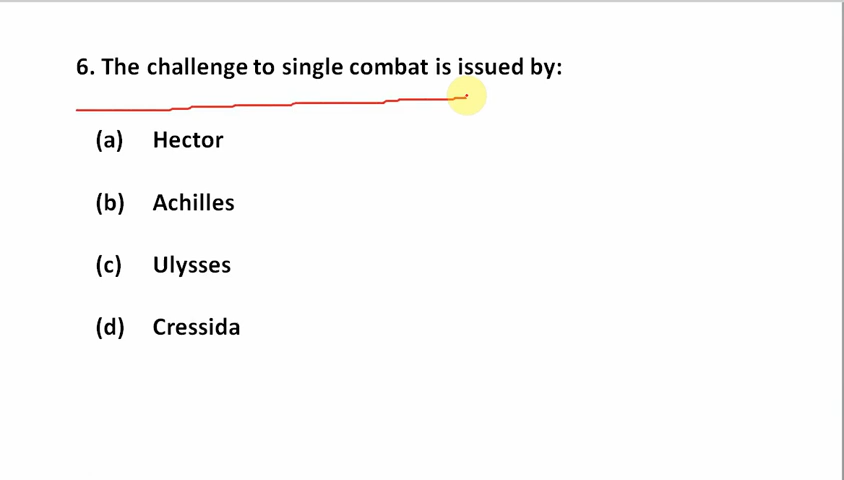 6. The challenge to single combat is issued by:
(a) Hector
(b) Achilles
(c) Ulysses
(d) Cressida